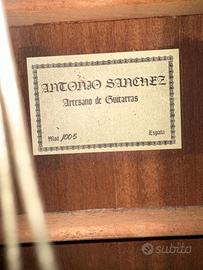 ANTONIO SANCHEZ
Artesano de Guitarras
Mod. 1005 España
subito